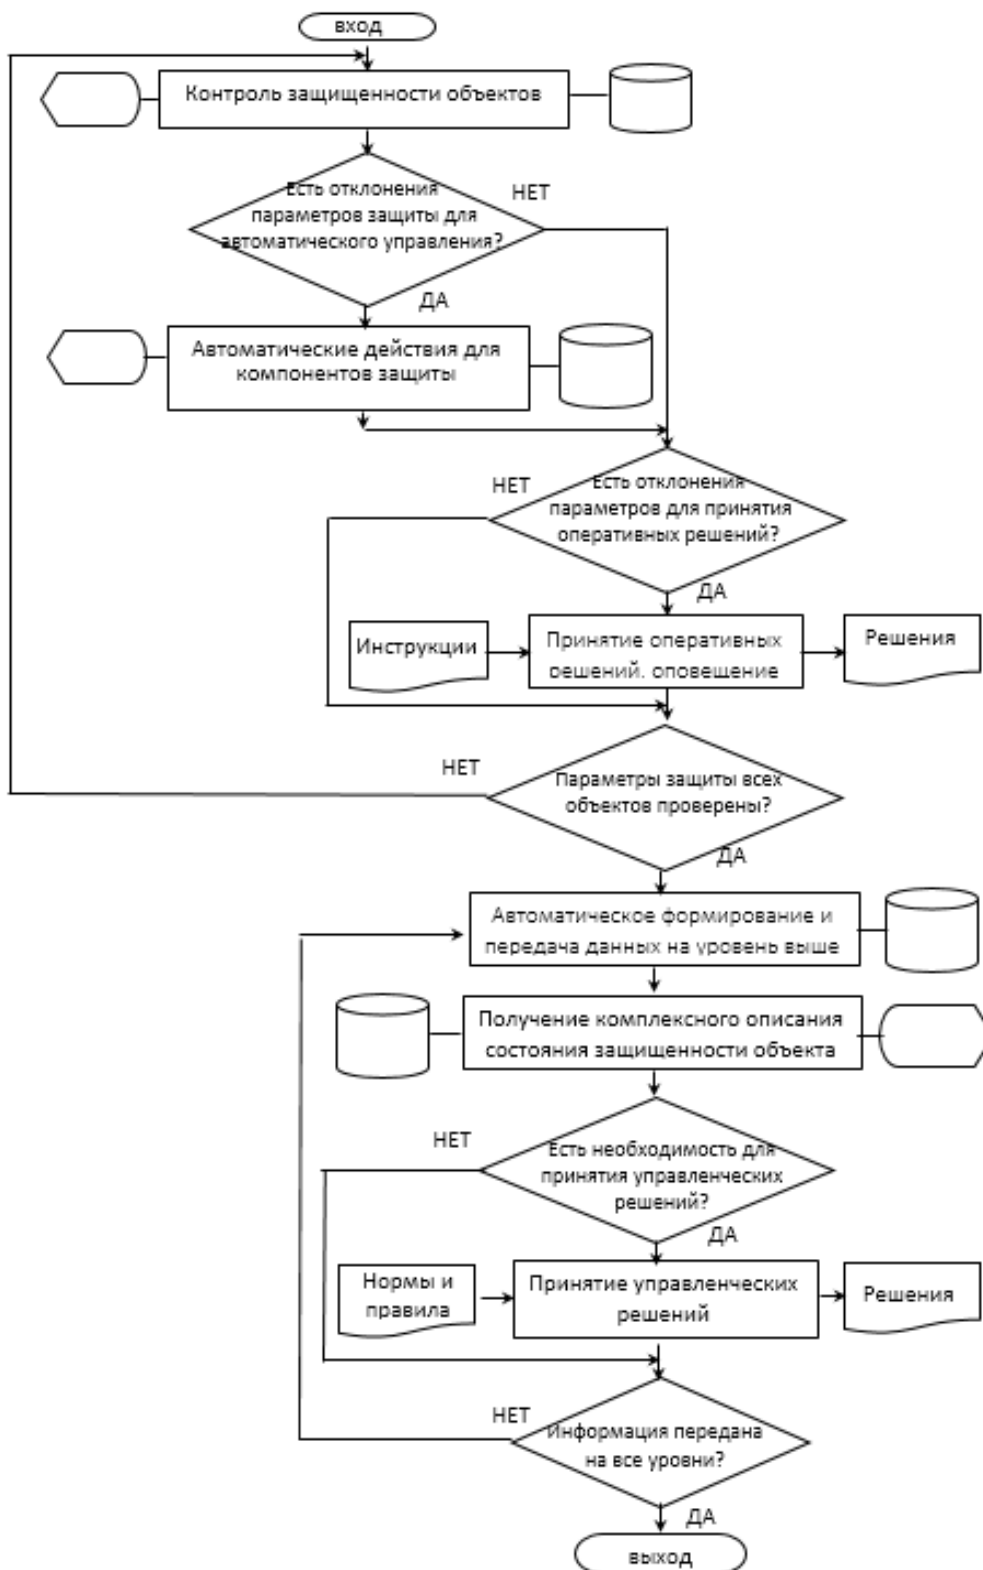 вход
Контроль защищенности объектов
Есть отклонения
параметров защиты для
автоматического управления?
НЕТ
ДА
Автоматические действия для
компонентов защиты
НЕТ
Есть отклонения
параметров для принятия
оперативных решений?
ДА
Инструкции
Принятие оперативных
решений, оповещение
Решения
НЕТ
Параметры защиты всех
объектов проверены?
ДА
Автоматическое формирование и
передача данных на уровень выше
Получение комплексного описания
состояния защищенности объекта
НЕТ
Есть необходимость для
принятия управленческих
решений?
ДА
Нормы и
правила
Принятие управленческих
решений
Решения
НЕТ
Информация передана
на все уровни?
ДА
выход